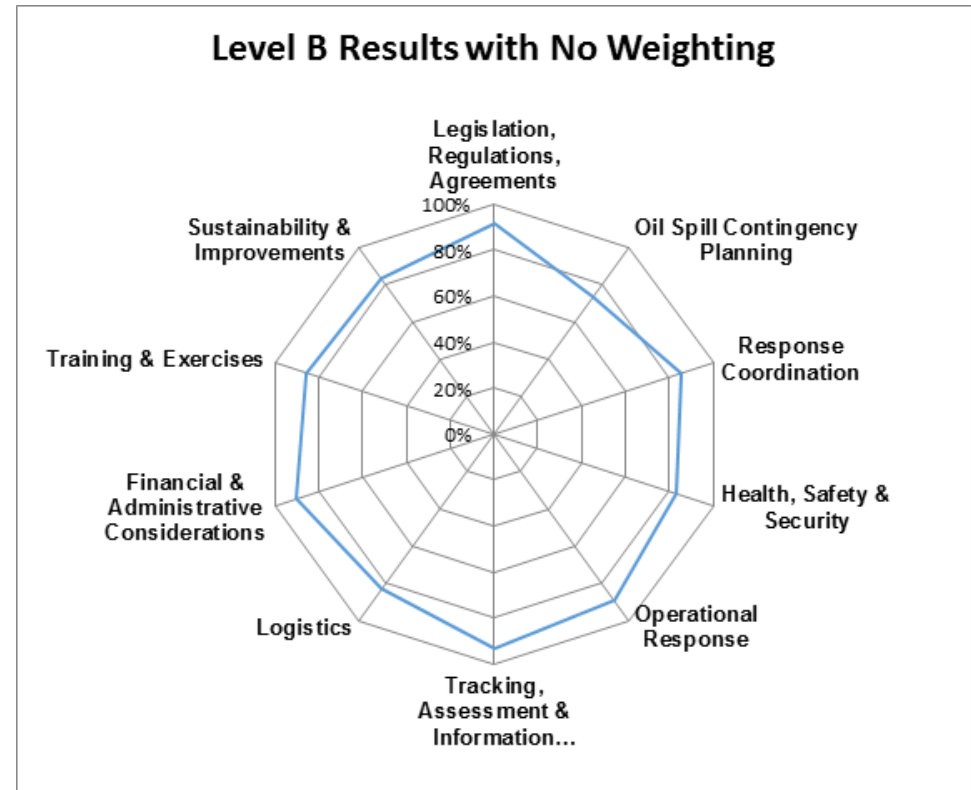 Level B Results with No Weighting
Legislation,
Regulations,
Agreements
100%
80%
60%
40%
20%
0%
Oil Spill Contingency
Planning
Response
Coordination
Health, Safety &
Security
Operational
Response
Tracking,
Assessment &
Information...
Logistics
Financial &
Administrative
Considerations
Training & Exercises
Sustainability &
Improvements